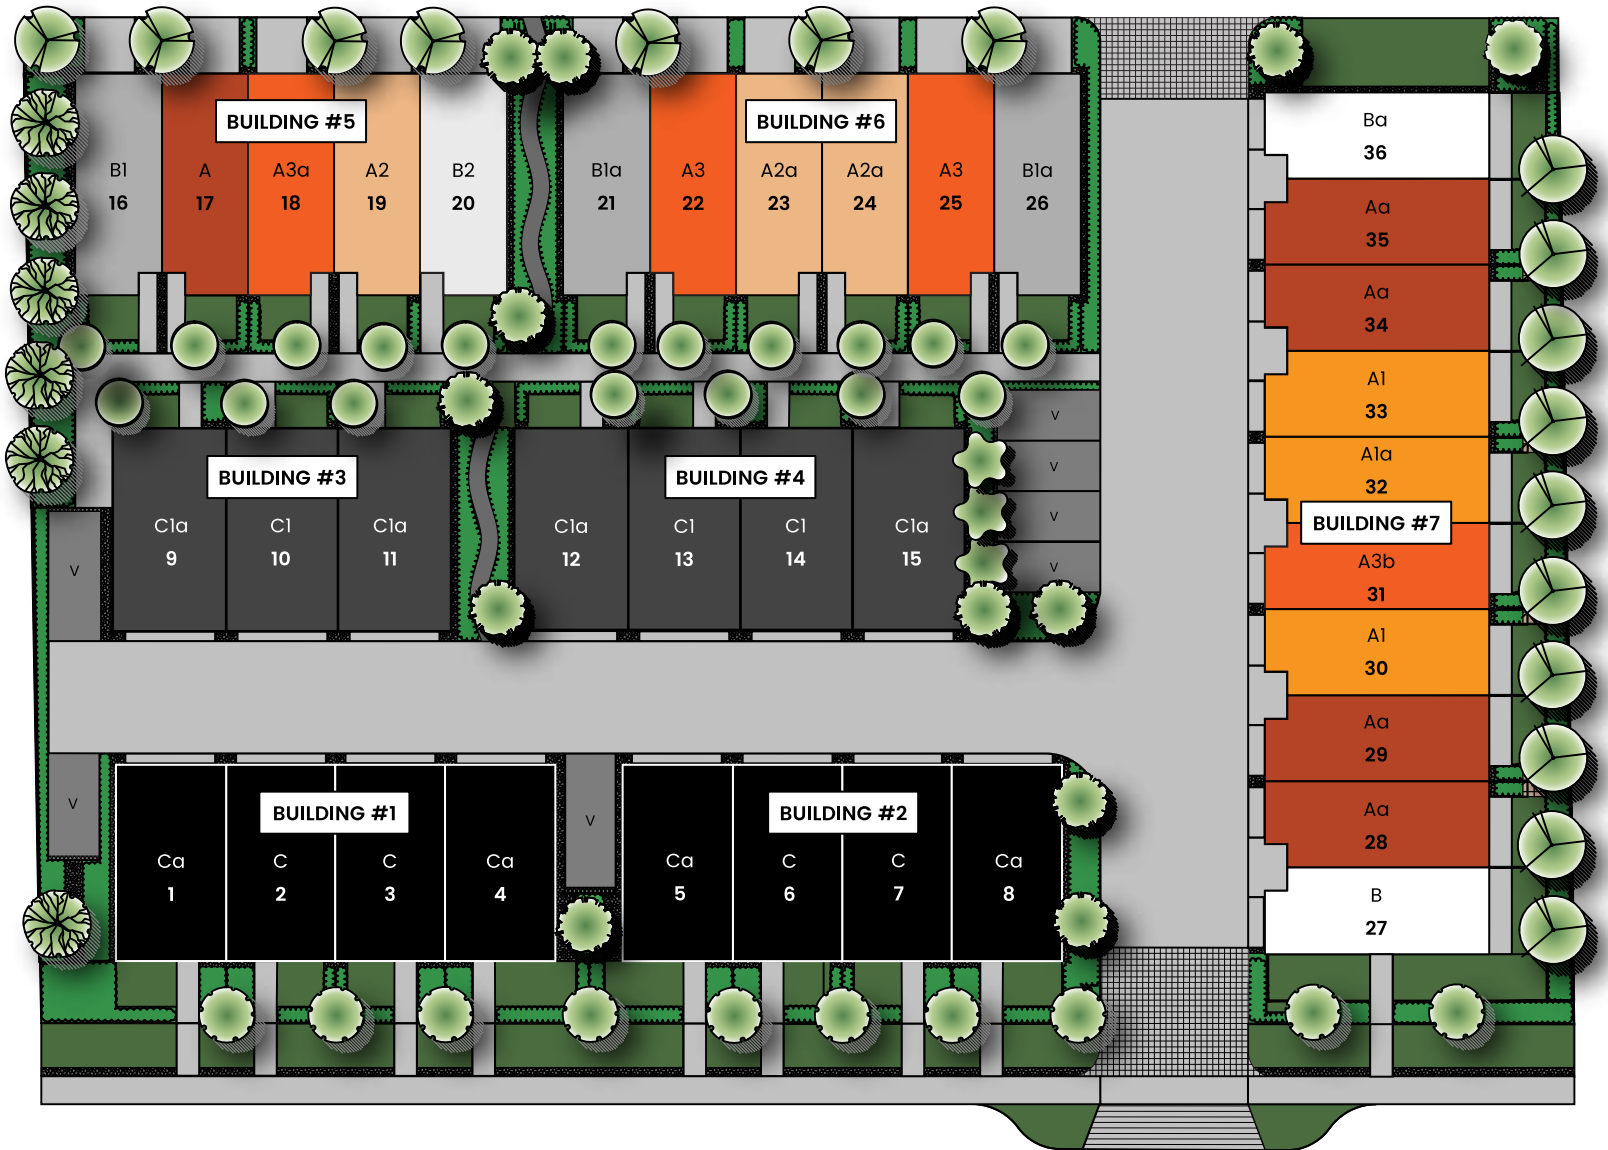 BUILDING #5
B1
16
A
17
A3a
18
A2
19
B2
20
BUILDING #6
B1a
21
A3
22
A2a
23
A2a
24
A3
25
B1a
26
Ba
36
Aa
35
Aa
34
A1
33
A1a
32
BUILDING #7
A3b
31
A1
30
Aa
29
Aa
28
B
27
BUILDING #3
C1a
9
C1
10
C1a
11
BUILDING #4
C1a
12
C1
13
C1
14
C1a
15
V
V
V
V
V
V
V
BUILDING #1
Ca
1
C
2
C
3
Ca
4
BUILDING #2
Ca
5
C
6
C
7
Ca
8